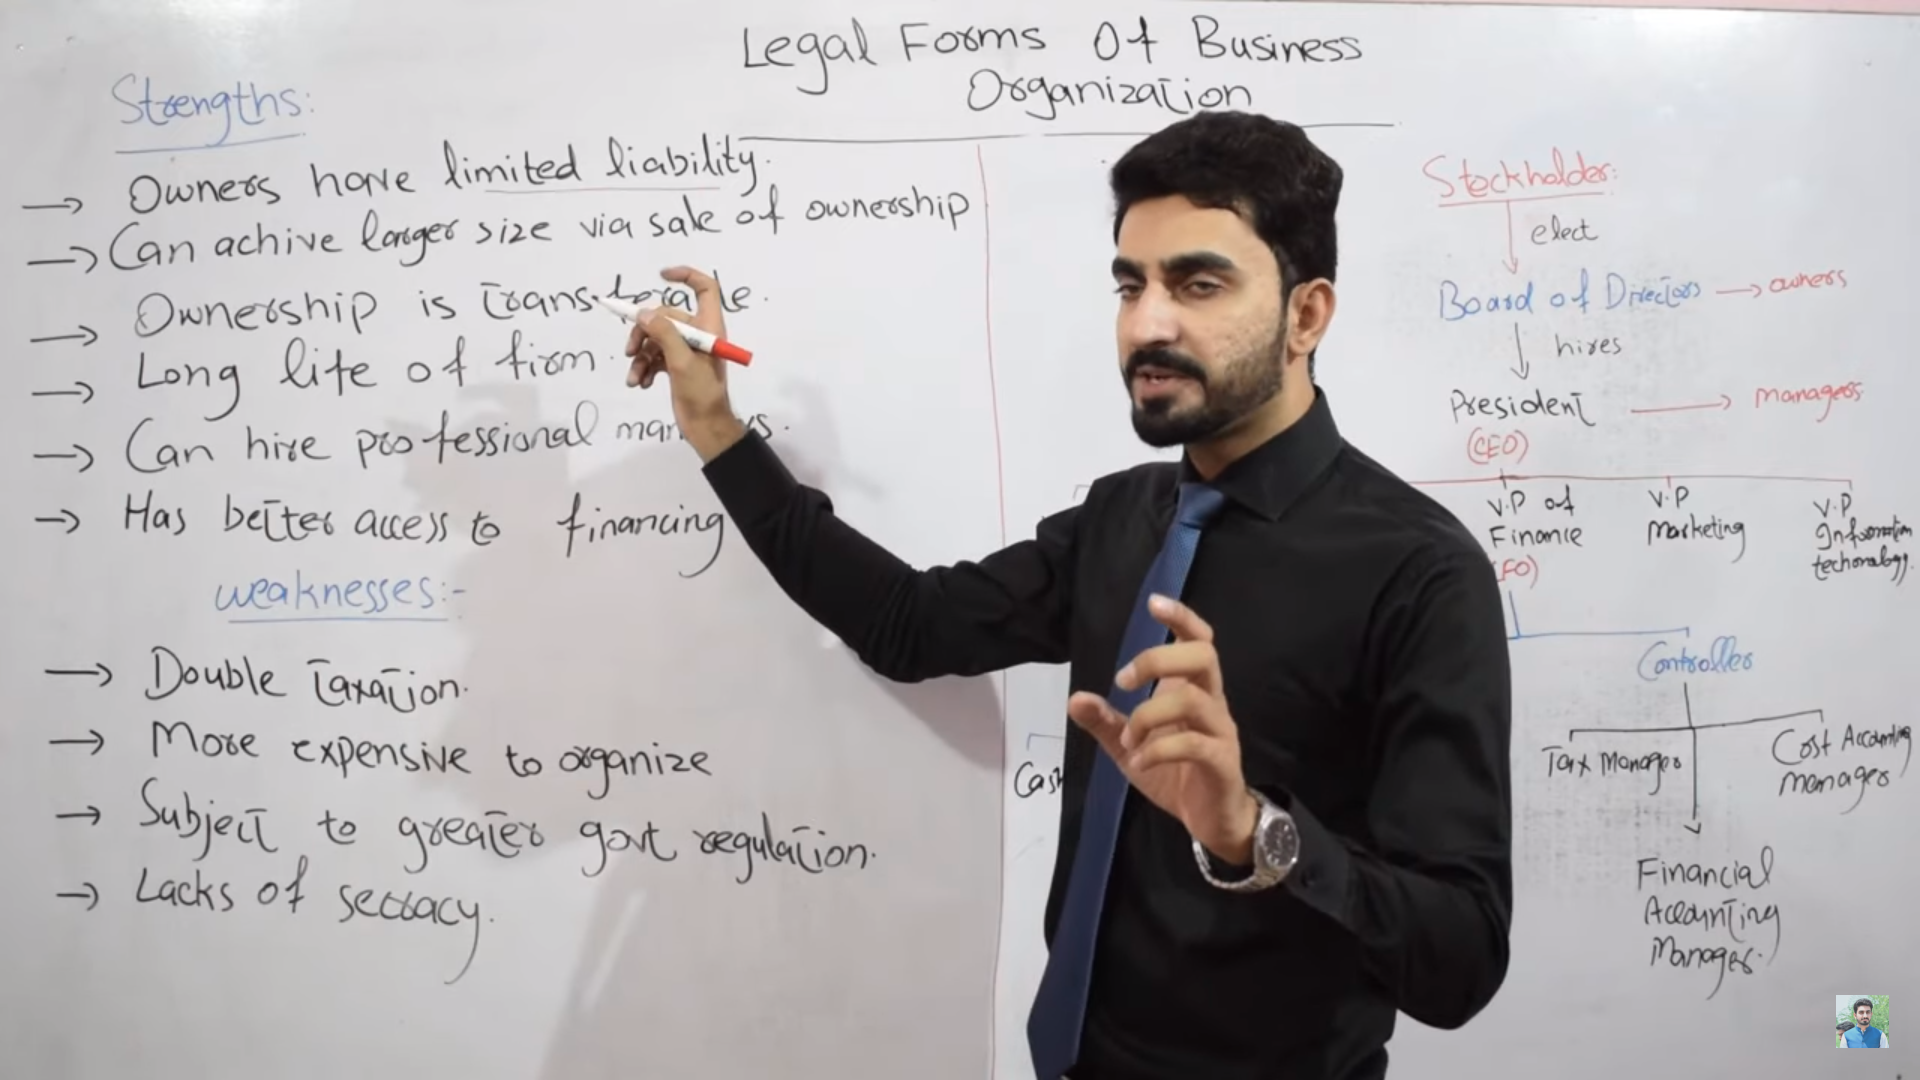 Legal Forms Of Business
Organization
Strengths:
→ Owners have limited liability.
→ Can achive larger size via sale of ownership
→ Ownership is
→ Long life of firm.
→ Can hire professional
→ Has better access to financing
weaknesses:-
→ Double Taxation.
→ More expensive to organize
→ Subject to greater govt regulation.
→ Lacks of secracy.
Stockholder:
elect
Board of Directors → owners
hires
President → managers
(CEO)
V.P of
Finance
V.P
Marketing
V.P
Information
techonalogy.
Controller
Cash
Tax Manager
Cost Accounting
manager
Financial
Accounting
Manager.